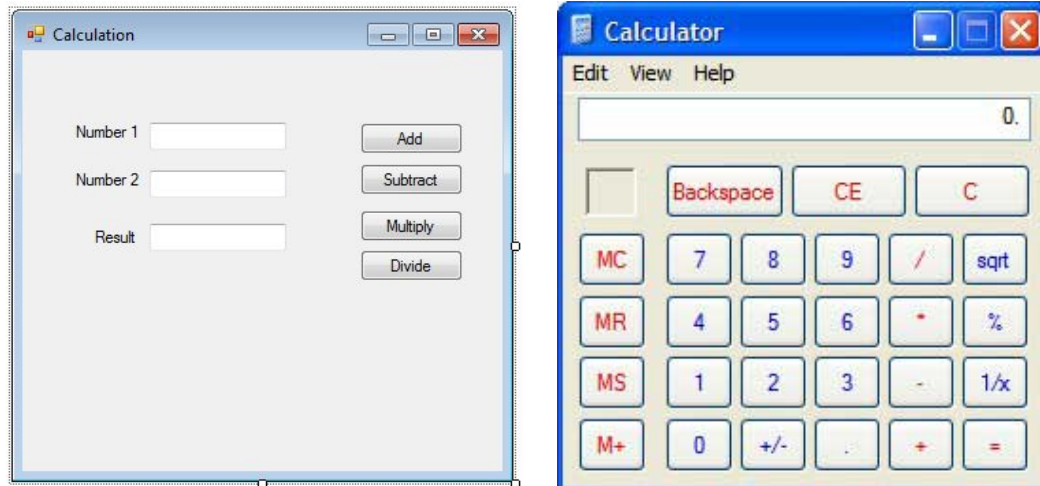 Calculation
Number 1 Add
Number 2 Subtract
Multiply
Result
Divide
Calculator
Edit View Help
0.
Backspace CE C
MC 7 8 9 / sqrt
MR 4 5 6 * %
MS 1 2 3 - 1/x
M+ 0 +/- . + =